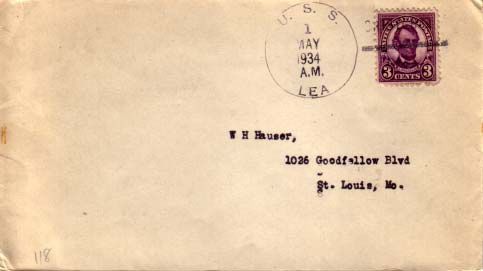 U. S. S.
1
MAY
1934
A.M.
LEA
UNITED STATES POSTAGE
3 CENTS 3
W H Hauser,
1026 Goodfellow Blvd
St. Louis, Mo.
118